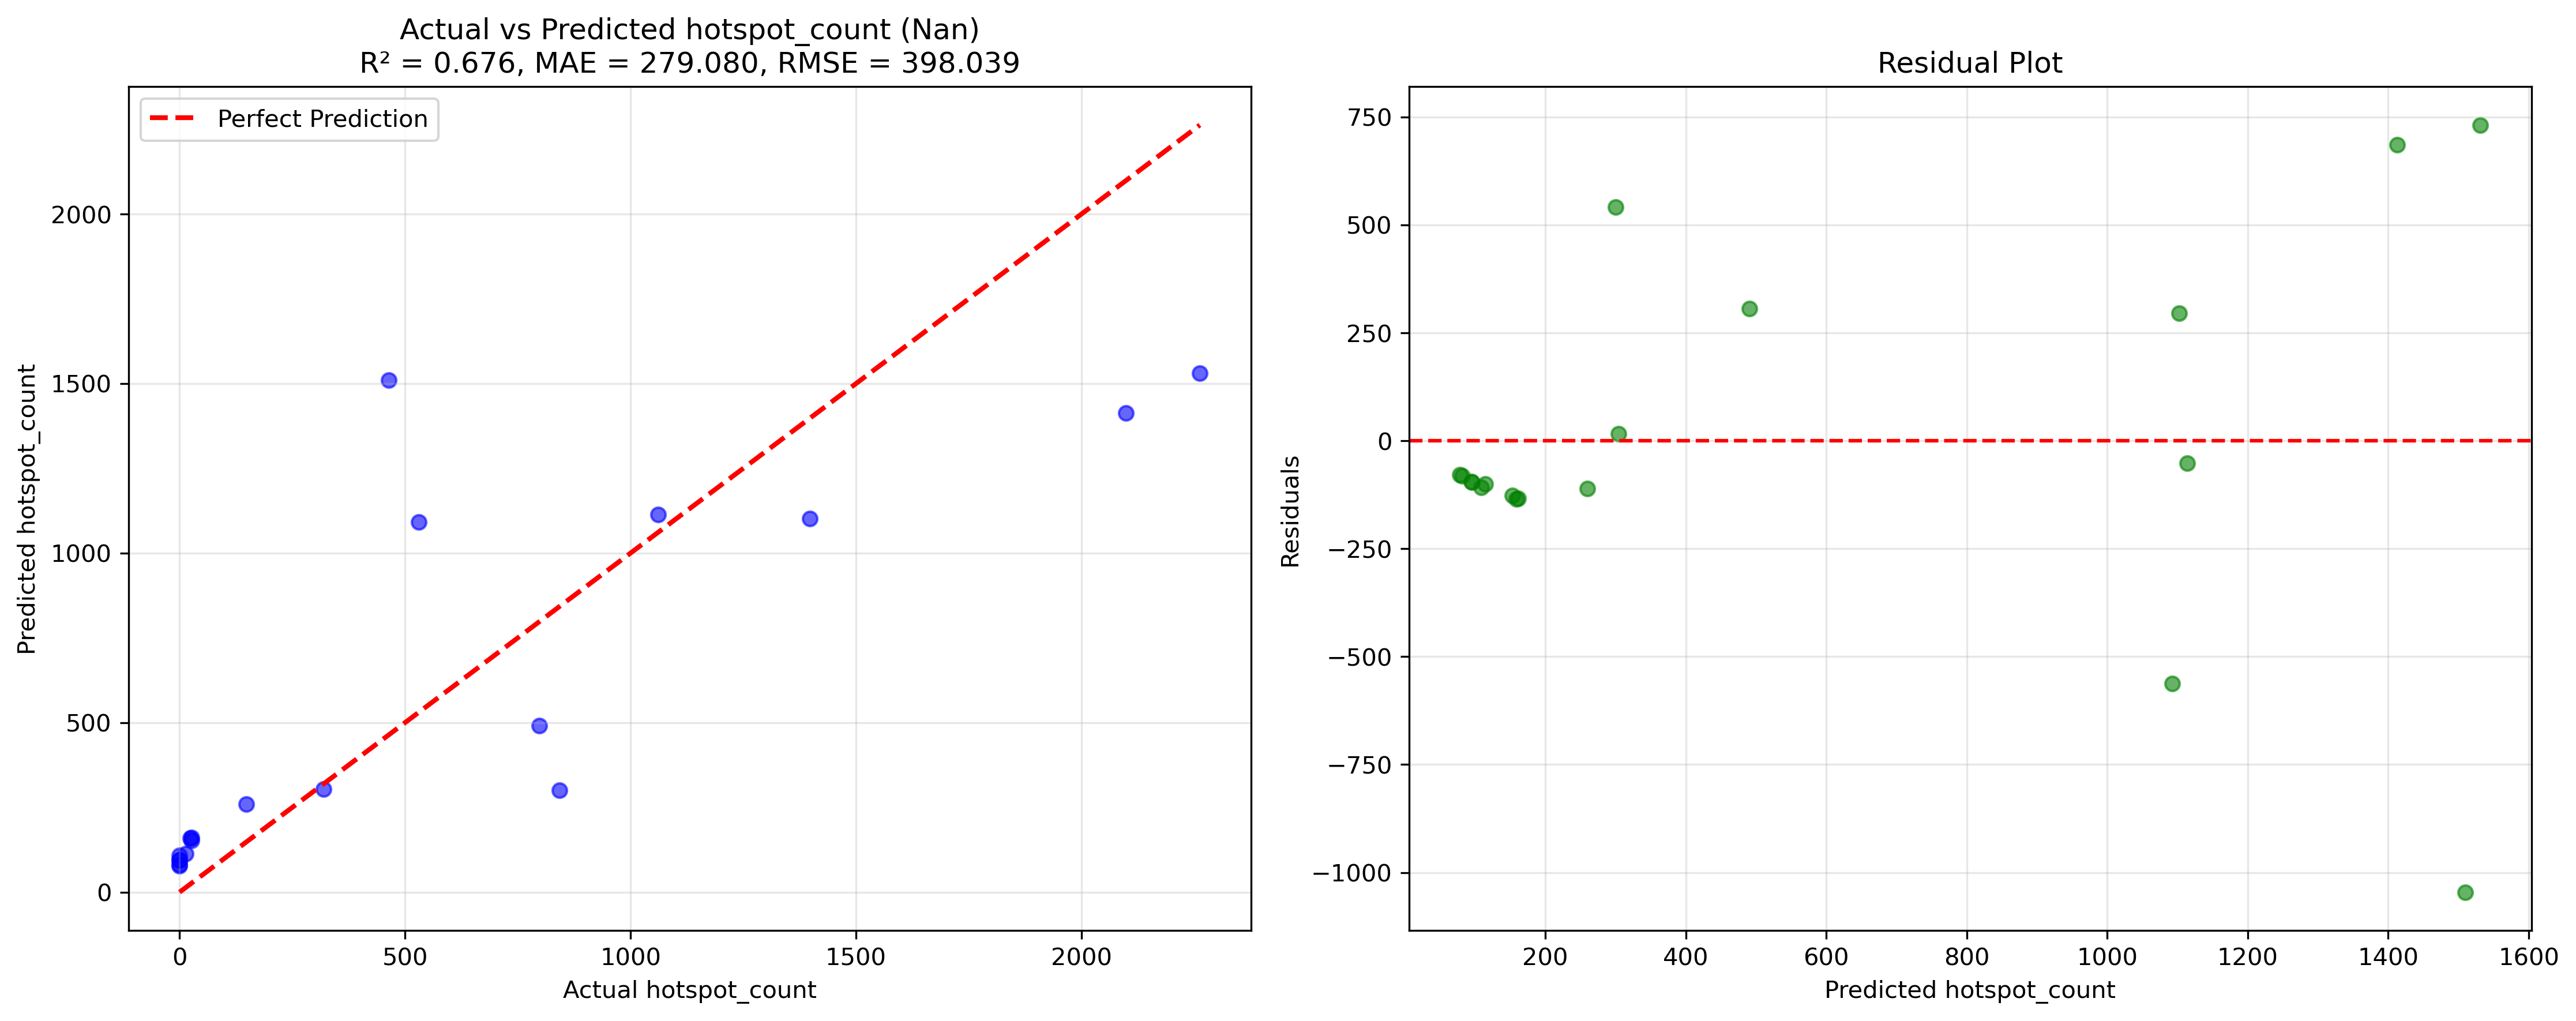 Actual vs Predicted hotspot_count (Nan)
R² = 0.676, MAE = 279.080, RMSE = 398.039
Perfect Prediction
Predicted hotspot_count
2000
1500
1000
500
0
0 500 1000 1500 2000
Actual hotspot_count
Residual Plot
Residuals
750
500
250
0
−250
−500
−750
−1000
200 400 600 800 1000 1200 1400 1600
Predicted hotspot_count